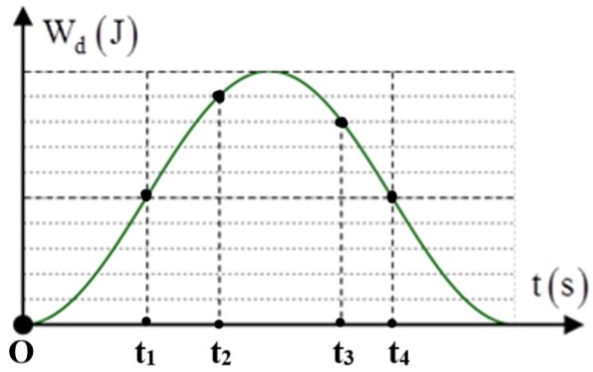 W_d (J)
t (s)
O t₁ t₂ t₃ t₄